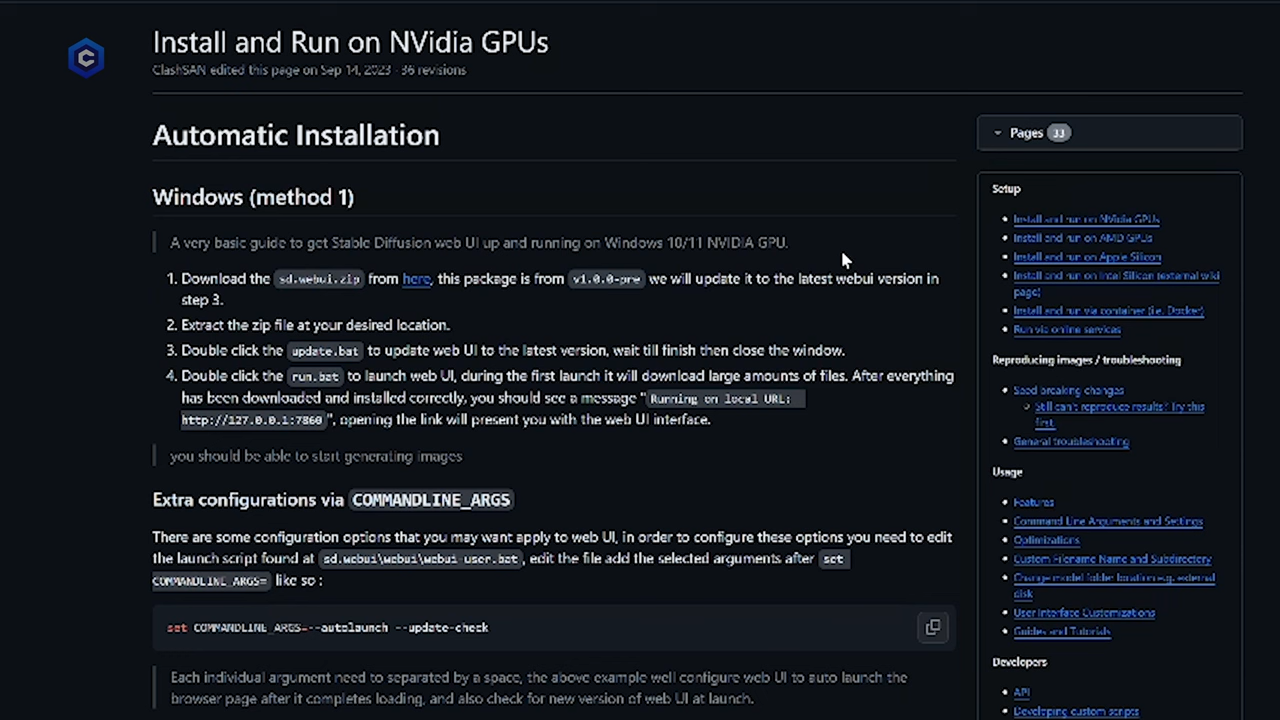 Install and Run on NVidia GPUs
ClashSAN edited this page on Sep 14, 2023 · 36 revisions
Automatic Installation
Windows (method 1)
A very basic guide to get Stable Diffusion web UI up and running on Windows 10/11 NVIDIA GPU.
1. Download the sd.webui.zip from here, this package is from v1.0.0-pre we will update it to the latest webui version in
step 3.
2. Extract the zip file at your desired location.
3. Double click the update.bat to update web UI to the latest version, wait till finish then close the window.
4. Double click the run.bat to launch web UI, during the first launch it will download large amounts of files. After everything
has been downloaded and installed correctly, you should see a message "Running on local URL:
http://127.0.0.1:7860", opening the link will present you with the web UI interface.
you should be able to start generating images
Extra configurations via COMMANDLINE_ARGS
There are some configuration options that you may want apply to web UI, in order to configure these options you need to edit
the launch script found at sd.webui\webui\webui-user.bat, edit the file add the selected arguments after set
COMMANDLINE_ARGS= like so :
set COMMANDLINE_ARGS=--autolaunch --update-check
Each individual argument need to separated by a space, the above example well configure web UI to auto launch the
browser page after it completes loading, and also check for new version of web UI at launch.
Pages 33
Setup
• Install and run on NVidia GPUs
• Install and run on AMD GPUs
• Install and run on Apple Silicon
• Install and run on Intel Silicon (external wiki
page)
• Install and run via container (i.e. Docker)
• Run via online services
Reproducing images / troubleshooting
• Seed breaking changes
Still can't reproduce results? Try this
first.
• General troubleshooting
Usage
• Features
• Command Line Arguments and Settings
• Optimizations
• Custom Filename Name and Subdirectory
• Change model folder location e.g. external
disk
• User Interface Customizations
• Guides and Tutorials
Developers
• API
• Developing custom scripts